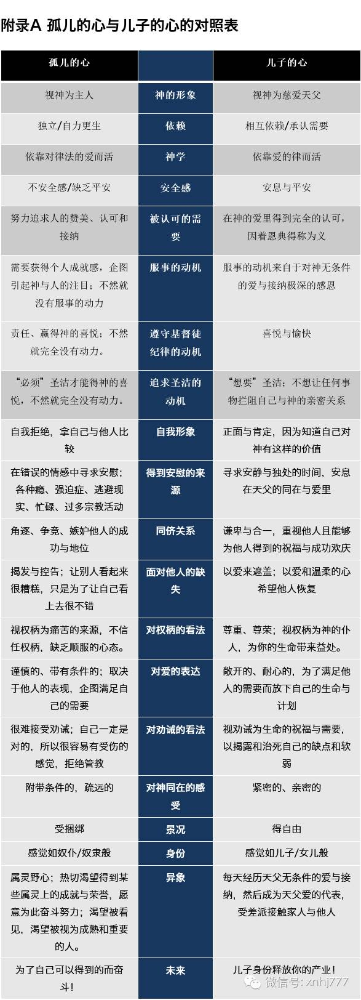 附录A 孤儿的心与儿子的心的对照表
孤儿的心
儿子的心
视神为主人
神的形象
视神为慈爱天父
独立/自力更生
依赖
相互依赖/承认需要
依靠对律法的爱而活
神学
依靠爱的律而活
不安全感/缺乏平安
安全感
安息与平安
努力追求人的赞美、认可和
接纳
被认可的需
要
在神的爱里得到完全的认可，
因着恩典得称为义
需要获得个人成就感，企图
引起神与人的注目；不然就
没有服事的动力
服事的动机
服事的动机来自于对神无条件
的爱与接纳极深的感恩
责任、赢得神的喜悦；不然
就完全没有动力。
遵守基督徒
纪律的动机
喜悦与愉快
“必须”圣洁才能得神的喜
悦，不然就完全没有动力。
追求圣洁的
动机
“想要”圣洁；不想让任何事
物拦阻自己与神的亲密关系
自我拒绝，拿自己与他人比
较
自我形象
正面与肯定，因为知道自己对
神有这样的价值
在错误的情感中寻求安慰；
各种瘾、强迫症、逃避现
实、忙碌、过多宗教活动
得到安慰的来
源
寻求安静与独处的时间，安息
在天父的同在与爱里
角逐、争竞、嫉妒他人的成
功与地位
同侪关系
谦卑与合一，重视他人且能够
为他人得到的祝福与成功欢庆
揭发与控告；让别人看起来
很糟糕，只是为了让自己看
上去很不错
面对他人的缺
失
以爱来遮盖；以爱和温柔的心
希望他人恢复
视权柄为痛苦的来源，不信
任权柄，缺乏顺服的心态。
对权柄的看法
尊重、尊荣；视权柄为神的仆
人，为你的生命带来益处。
谨慎的、带有条件的；取决
于他人的表现，企图满足自
己的需要
对爱的表达
敞开的、耐心的，为了满足他
人的需要而放下自己的生命与
计划
很难接受劝诫；自己一定是
对的，所以很容易有受伤的
感觉，拒绝管教
对劝诫的看法
视劝诫为生命的祝福与需要，
以揭露和治死自己的缺点和软
弱
附带条件的，疏远的
对神同在的感
受
紧密的、亲密的
受捆绑
景况
得自由
感觉如奴仆/奴隶般
身份
感觉如儿子/女儿般
属灵野心；热切渴望得到某
些属灵上的成就与荣誉，愿
意为此奋斗努力；渴望被看
见，渴望被视为成熟和重要
的人。
异象
每天经历天父无条件的爱与接
纳，然后成为天父爱的代表，
受差派接触家人与他人
为了自己可以得到的而奋
斗！
未来
儿子身份释放你的产业！
微信号: xnhj777